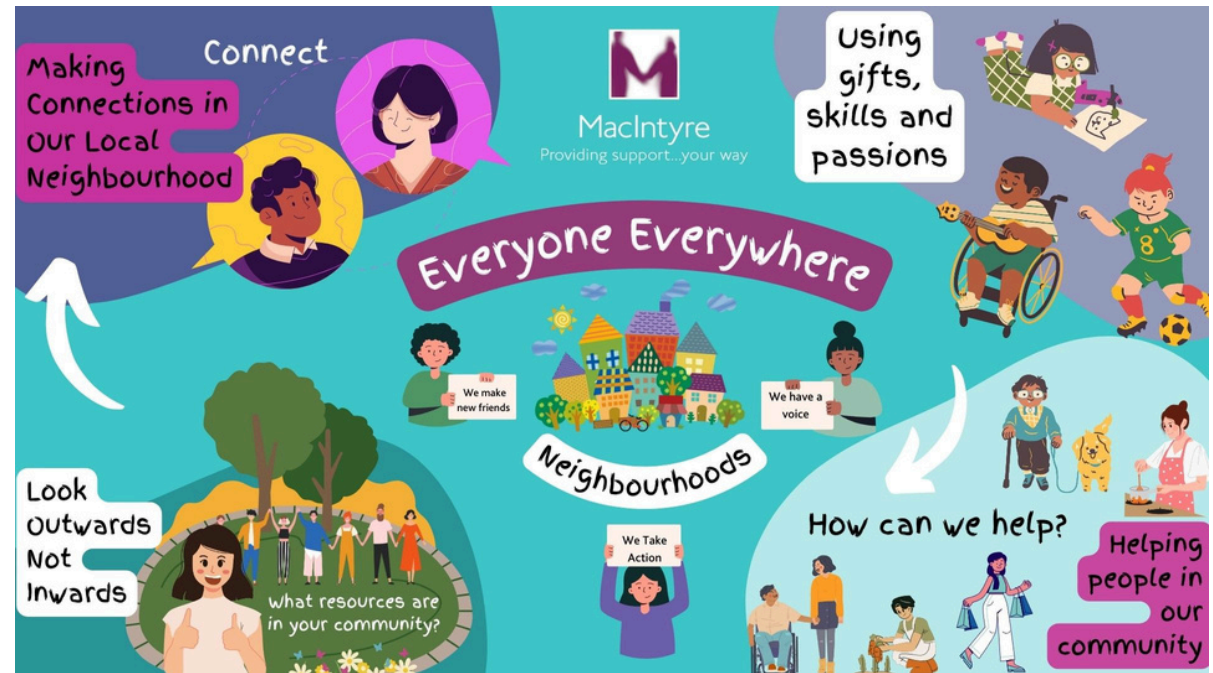 Making
Connections in
Our Local
Neighbourhood
Connect
MacIntyre
Providing support...your way
Using
gifts,
skills and
passions
8
Everyone Everywhere
We make
new friends
We have a
voice
Neighbourhoods
We Take
Action
Look
Outwards
Not
Inwards
What resources are
in your community?
How can we help?
Helping
people in
our
community